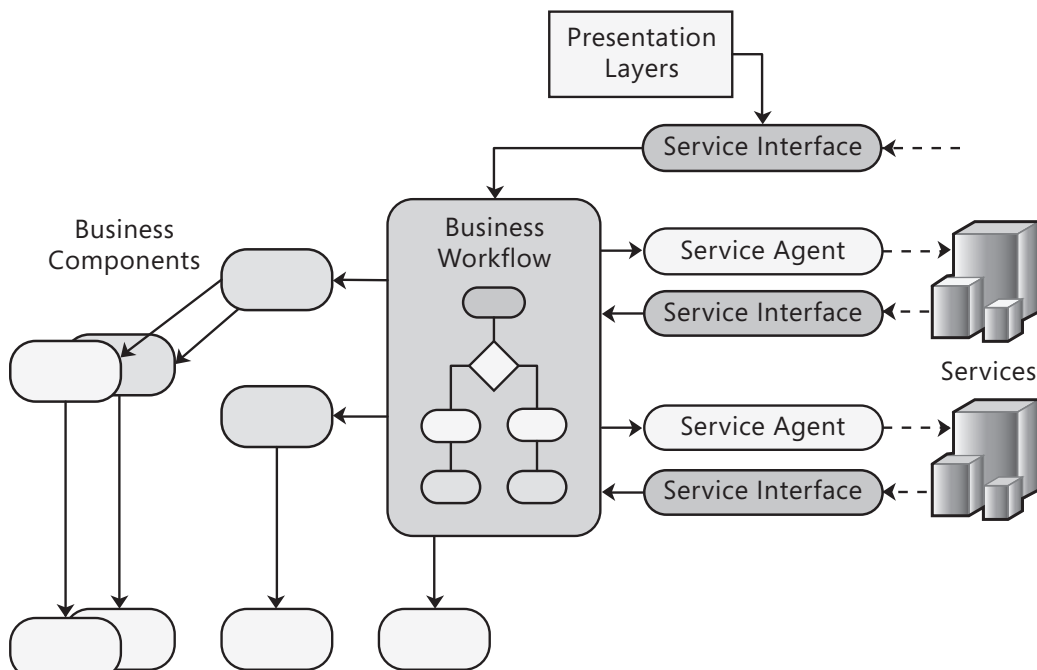 Presentation
Layers
Service Interface
Business
Components
Business
Workflow
Service Agent
Service Interface
Services
Service Agent
Service Interface